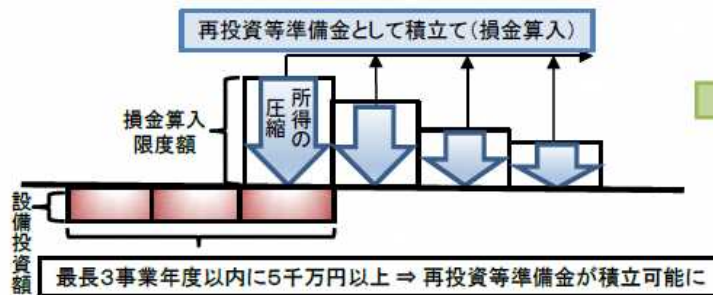 再投資等準備金として積立て(損金算入)
損金算入
限度額
所得の
圧縮
設備投資額
最長3事業年度以内に5千万円以上 ⇒ 再投資等準備金が積立可能に